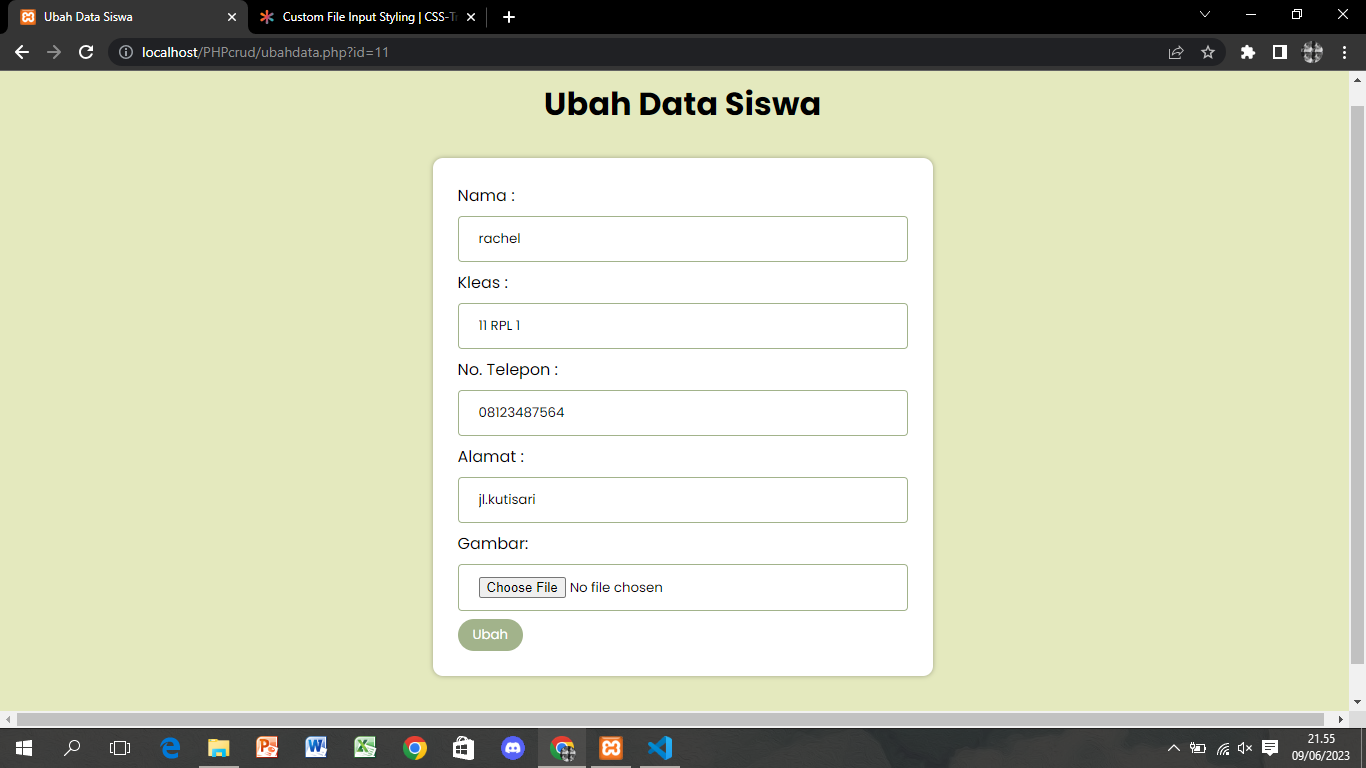 Ubah Data Siswa
Custom File Input Styling | CSS-Tr
localhost/PHPcrud/ubahdata.php?id=11
Ubah Data Siswa
Nama :
rachel
Kleas :
11 RPL 1
No. Telepon :
08123487564
Alamat :
jl.kutisari
Gambar:
Choose File No file chosen
Ubah
21.55
09/06/2023